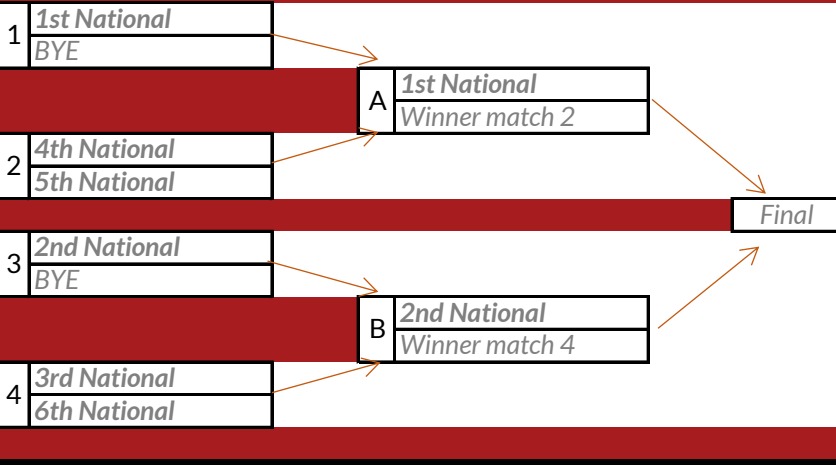 1
1st National
BYE
A
1st National
Winner match 2
2
4th National
5th National
Final
3
2nd National
BYE
B
2nd National
Winner match 4
4
3rd National
6th National